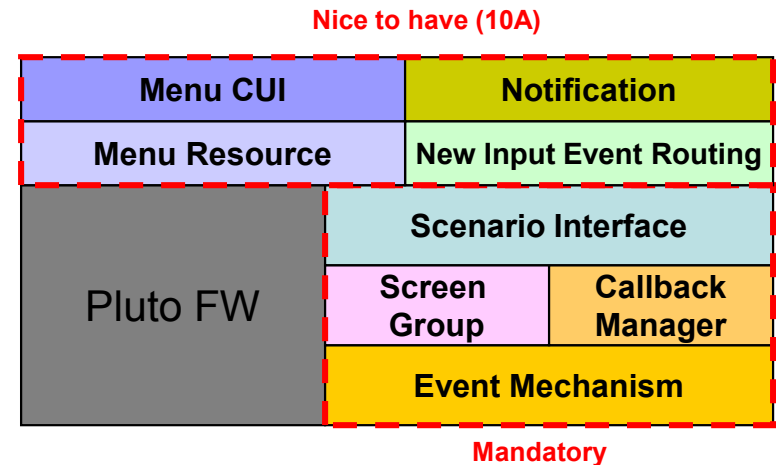 Nice to have (10A)
Menu CUI
Notification
Menu Resource
New Input Event Routing
Pluto FW
Scenario Interface
Screen
Group
Callback
Manager
Event Mechanism
Mandatory